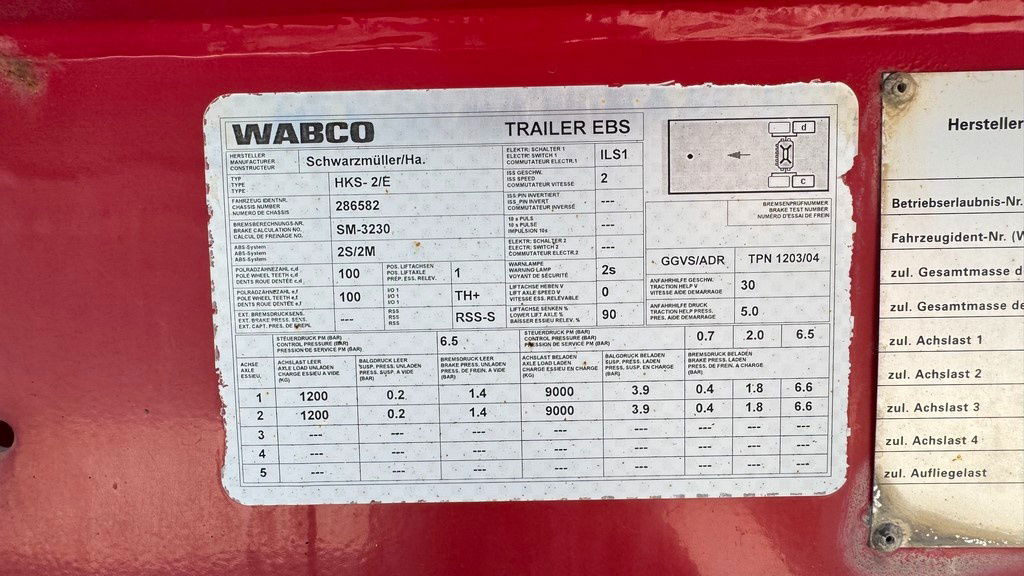 WABCO TRAILER EBS
HERSTELLER
MANUFACTURER
CONSTRUCTEUR
Schwarzmüller/Ha.
TYP
TYPE
TYPE
HKS- 2/E
FAHRZEUG IDENTNR.
CHASSIS NUMBER
NUMERO DE CHASSIS
286582
BREMSBERECHNUNGS-NR.
BRAKE CALCULATION NO.
CALCUL DE FREINAGE NO.
SM-3230
ABS-System
ABS-System
ABS-System
2S/2M
POLRADZÄHNEZAHL c,d
POLE WHEEL TEETH c,d
DENTS ROUE DENTÉE c,d
100
POS. LIFTACHSEN
POS. LIFTAXLE
PRÉP. ESS. RELEV.
1
POLRADZÄHNEZAHL e,f
POLE WHEEL TEETH e,f
DENTS ROUE DENTÉE e,f
100
I/O 1
I/O 1
I/O 1
TH+
EXT. BREMSDRUCKSENS.
EXT. BRAKE PRESS. SENS.
EXT. CAPT. PRES. DE
---
RSS
RSS
RSS
RSS-S
ELEKTR. SCHALTER 1
ELECTR. SWITCH 1
COMMUTATEUR ELECTR.1
ILS1
ISS GESCHW.
ISS SPEED
COMMUTATEUR VITESSE
2
ISS PIN INVERTIERT
ISS_PIN INVERT
COMMUTATEUR INVERSÉ
---
10 s PULS
10 s PULSE
IMPULSION 10s
---
ELEKTR. SCHALTER 2
ELECTR. SWITCH 2
COMMUTATEUR ELECTR.2
---
WARNLAMPE
WARNING LAMP
VOYANT DE SÉCURITÉ
2s
LIFTACHSE HEBEN V
LIFT AXLE SPEED V
VITESSE ESS. RELEVABLE
0
LIFTACHSE SENKEN %
LOWER LIFT AXLE %
BAISSER ESSIEU RELEV. %
90
d
c
BREMSENPRÜFNUMMER
BRAKE TEST NUMBER
NUMÉRO D'ESSAI DE FREIN
GGVS/ADR TPN 1203/04
ANFAHRHILFE GESCHW.
TRACTION HELP V
VITESSE AIDE DEMARRAGE
30
ANFAHRHILFE DRUCK
TRACTION HELP PRESS.
PRES. AIDE DEMARRAGE
5.0
STEUERDRUCK PM (BAR)
CONTROL PRESSURE (BAR)
PRESSION DE SERVICE PM (BAR)
6.5
STEUERDRUCK PM (BAR)
CONTROL PRESSURE (BAR)
PRESSION DE SERVICE PM (BAR)
0.7 2.0 6.5
ACHSE
AXLE
ESSIEU,
ACHSLAST LEER
AXLE LOAD UNLADEN
CHARGE ESSIEU A VIDE
(KG)
BALGDRUCK LEER
SUSP. PRESS. UNLADEN
PRESS. SUSP. A VIDE
(BAR)
BREMSDRUCK LEER
BRAKE PRESS. UNLADEN
PRESS. DE FREIN. A VIDE
(BAR)
ACHSLAST BELADEN
AXLE LOAD LADEN
CHARGE ESSIEU EN CHARGE
(KG)
BALGDRUCK BELADEN
SUSP. PRESS. LADEN
PRESS. SUSP. EN CHARGE
(BAR)
BREMSDRUCK BELADEN
BRAKE PRESS. LADEN
PRESS. DE FREIN. A CHARGE
(BAR)
1 1200 0.2 1.4 9000 3.9 0.4 1.8 6.6
2 1200 0.2 1.4 9000 3.9 0.4 1.8 6.6
3 --- --- --- --- --- --- --- ---
4 --- --- --- --- --- --- --- ---
5 --- --- --- --- --- --- --- ---
Hersteller
Betriebserlaubnis-Nr.
Fahrzeugident-Nr. (W
zul. Gesamtmasse d
zul. Gesamtmasse de
zul. Achslast 1
zul. Achslast 2
zul. Achslast 3
zul. Achslast 4
zul. Aufliegelast